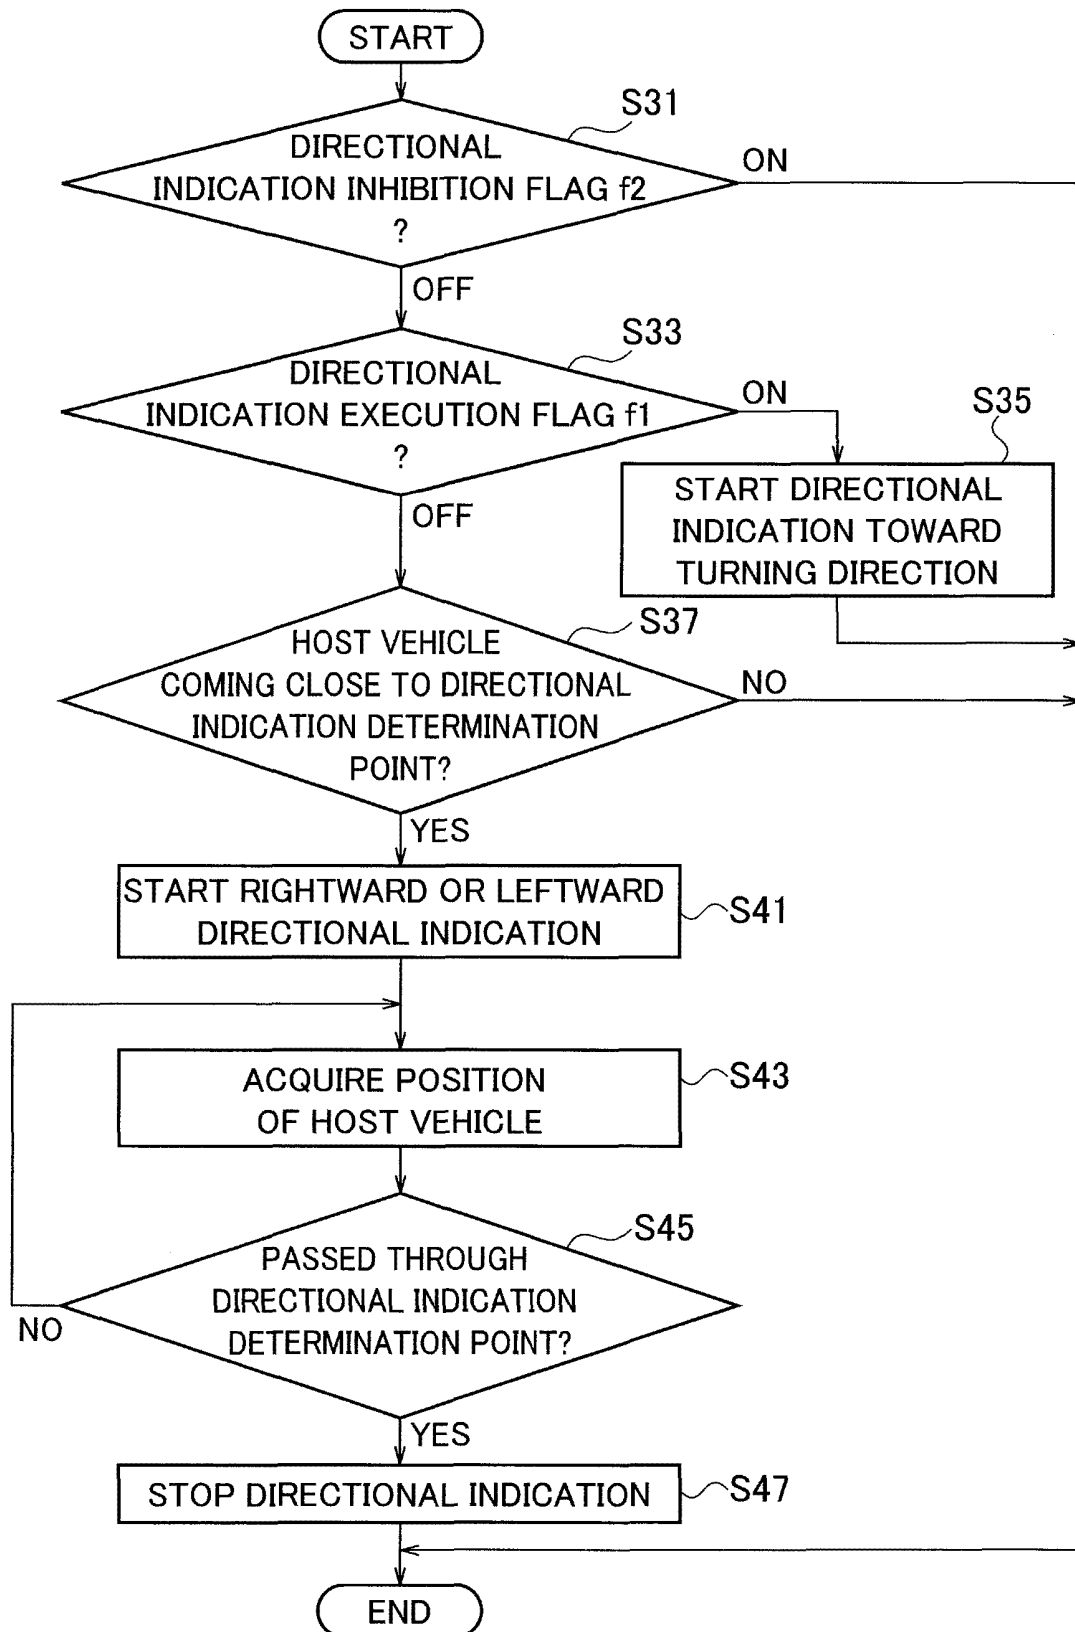 START
S31
DIRECTIONAL
INDICATION INHIBITION FLAG f2
?
ON
OFF
S33
DIRECTIONAL
INDICATION EXECUTION FLAG f1
?
ON
S35
START DIRECTIONAL
INDICATION TOWARD
TURNING DIRECTION
OFF
S37
HOST VEHICLE
COMING CLOSE TO DIRECTIONAL
INDICATION DETERMINATION
POINT?
NO
YES
START RIGHTWARD OR LEFTWARD
DIRECTIONAL INDICATION
S41
ACQUIRE POSITION
OF HOST VEHICLE
S43
S45
PASSED THROUGH
DIRECTIONAL INDICATION
DETERMINATION POINT?
NO
YES
STOP DIRECTIONAL INDICATION
S47
END